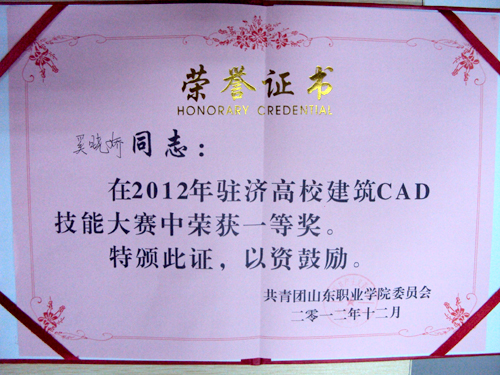 荣誉证书
HONORARY CREDENTIAL
奚晓娇 同志：
在2012年驻济高校建筑CAD
技能大赛中荣获一等奖。
特颁此证，以资鼓励。
共青团山东职业学院委员会
二零一二年十二月